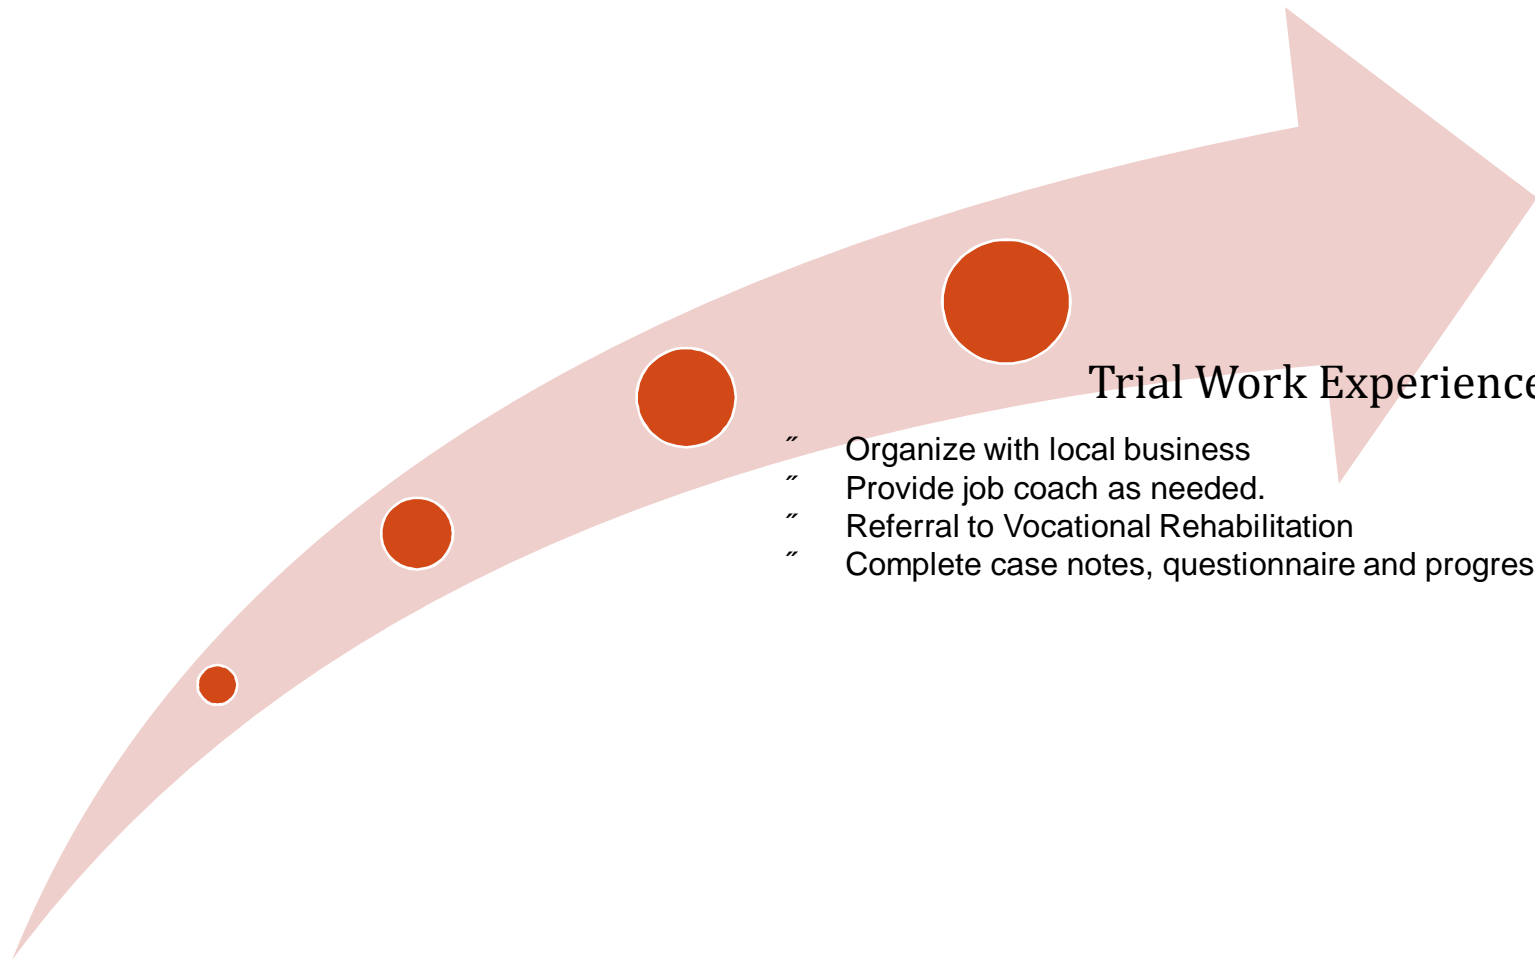 Trial Work Experience
˝ Organize with local business
˝ Provide job coach as needed.
˝ Referral to Vocational Rehabilitation
˝ Complete case notes, questionnaire and progres